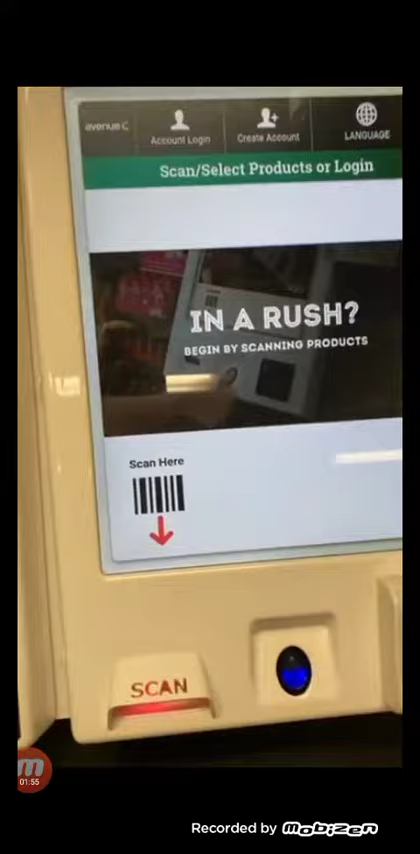 avenue C
Account Login
Create Account
LANGUAGE
Scan/Select Products or Login
IN A RUSH?
BEGIN BY SCANNING PRODUCTS
Scan Here
SCAN
01:55
Recorded by mobizen